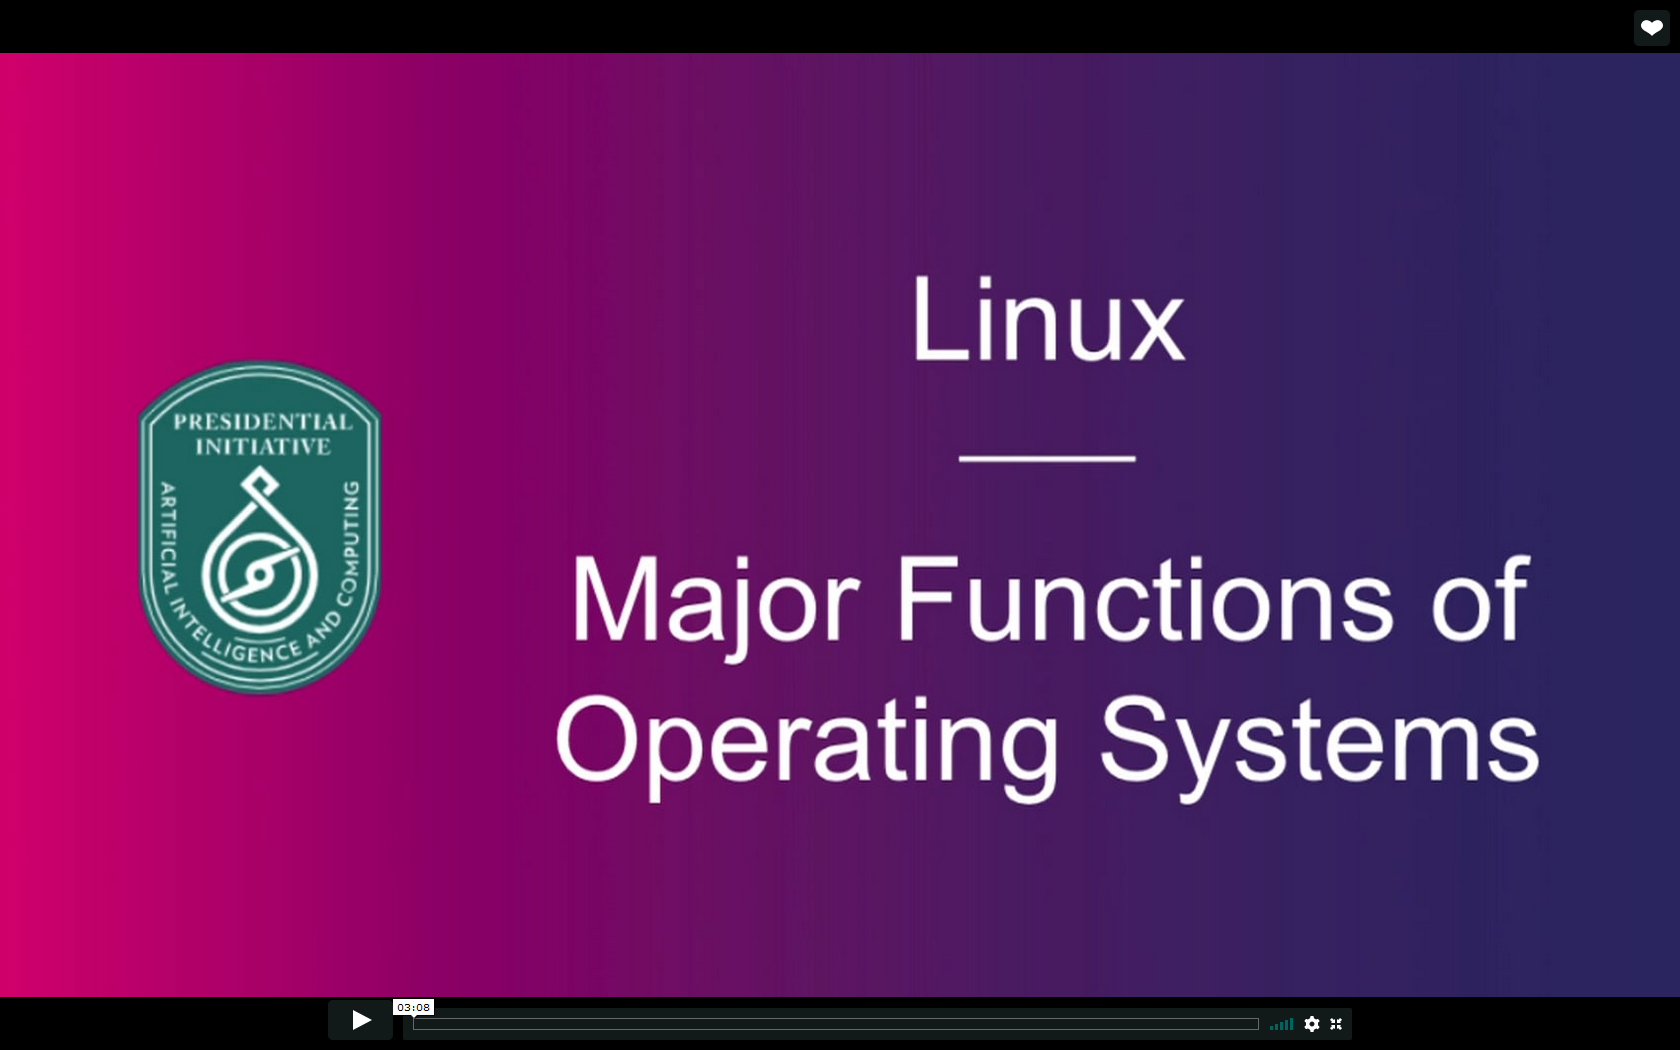 Linux
Major Functions of
Operating Systems
PRESIDENTIAL
INITIATIVE
ARTIFICIAL INTELLIGENCE AND COMPUTING
03:08